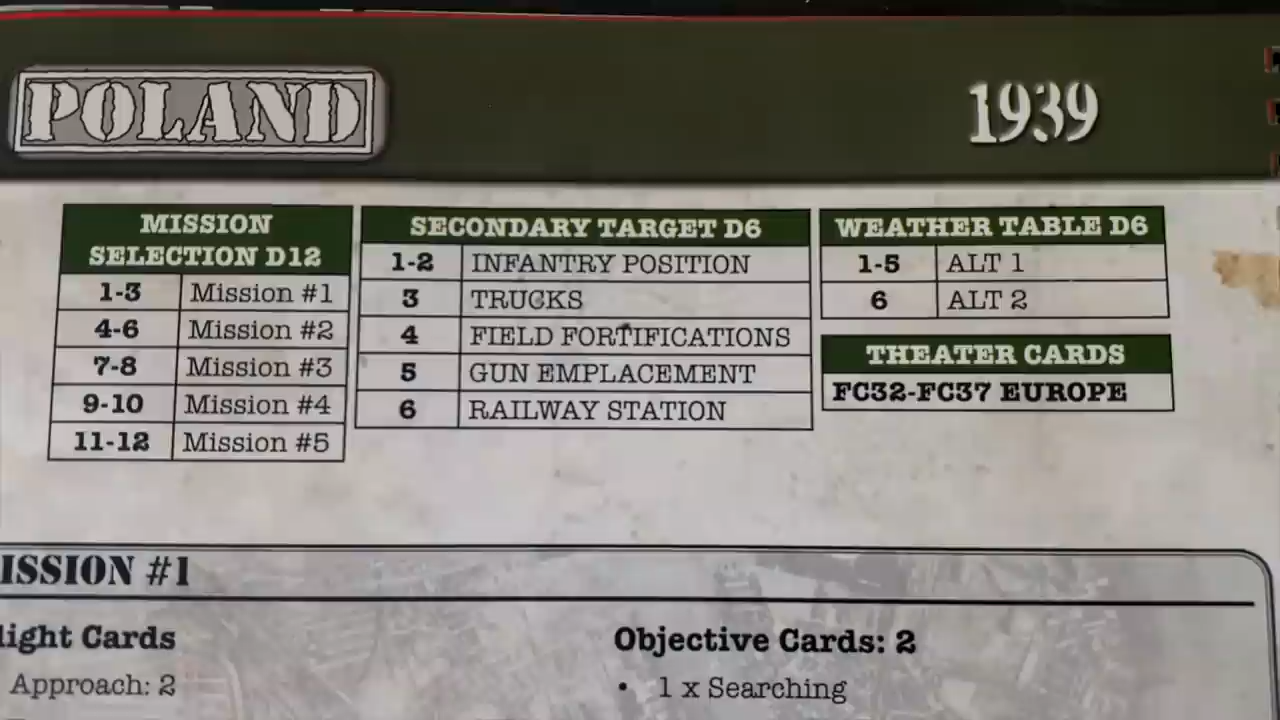 POLAND
1939
MISSION
SELECTION D12
1-3 Mission #1
4-6 Mission #2
7-8 Mission #3
9-10 Mission #4
11-12 Mission #5
SECONDARY TARGET D6
1-2 INFANTRY POSITION
3 TRUCKS
4 FIELD FORTIFICATIONS
5 GUN EMPLACEMENT
6 RAILWAY STATION
WEATHER TABLE D6
1-5 ALT 1
6 ALT 2
THEATER CARDS
FC32-FC37 EUROPE
ISSION #1
light Cards
Approach: 2
Objective Cards: 2
• 1 x Searching